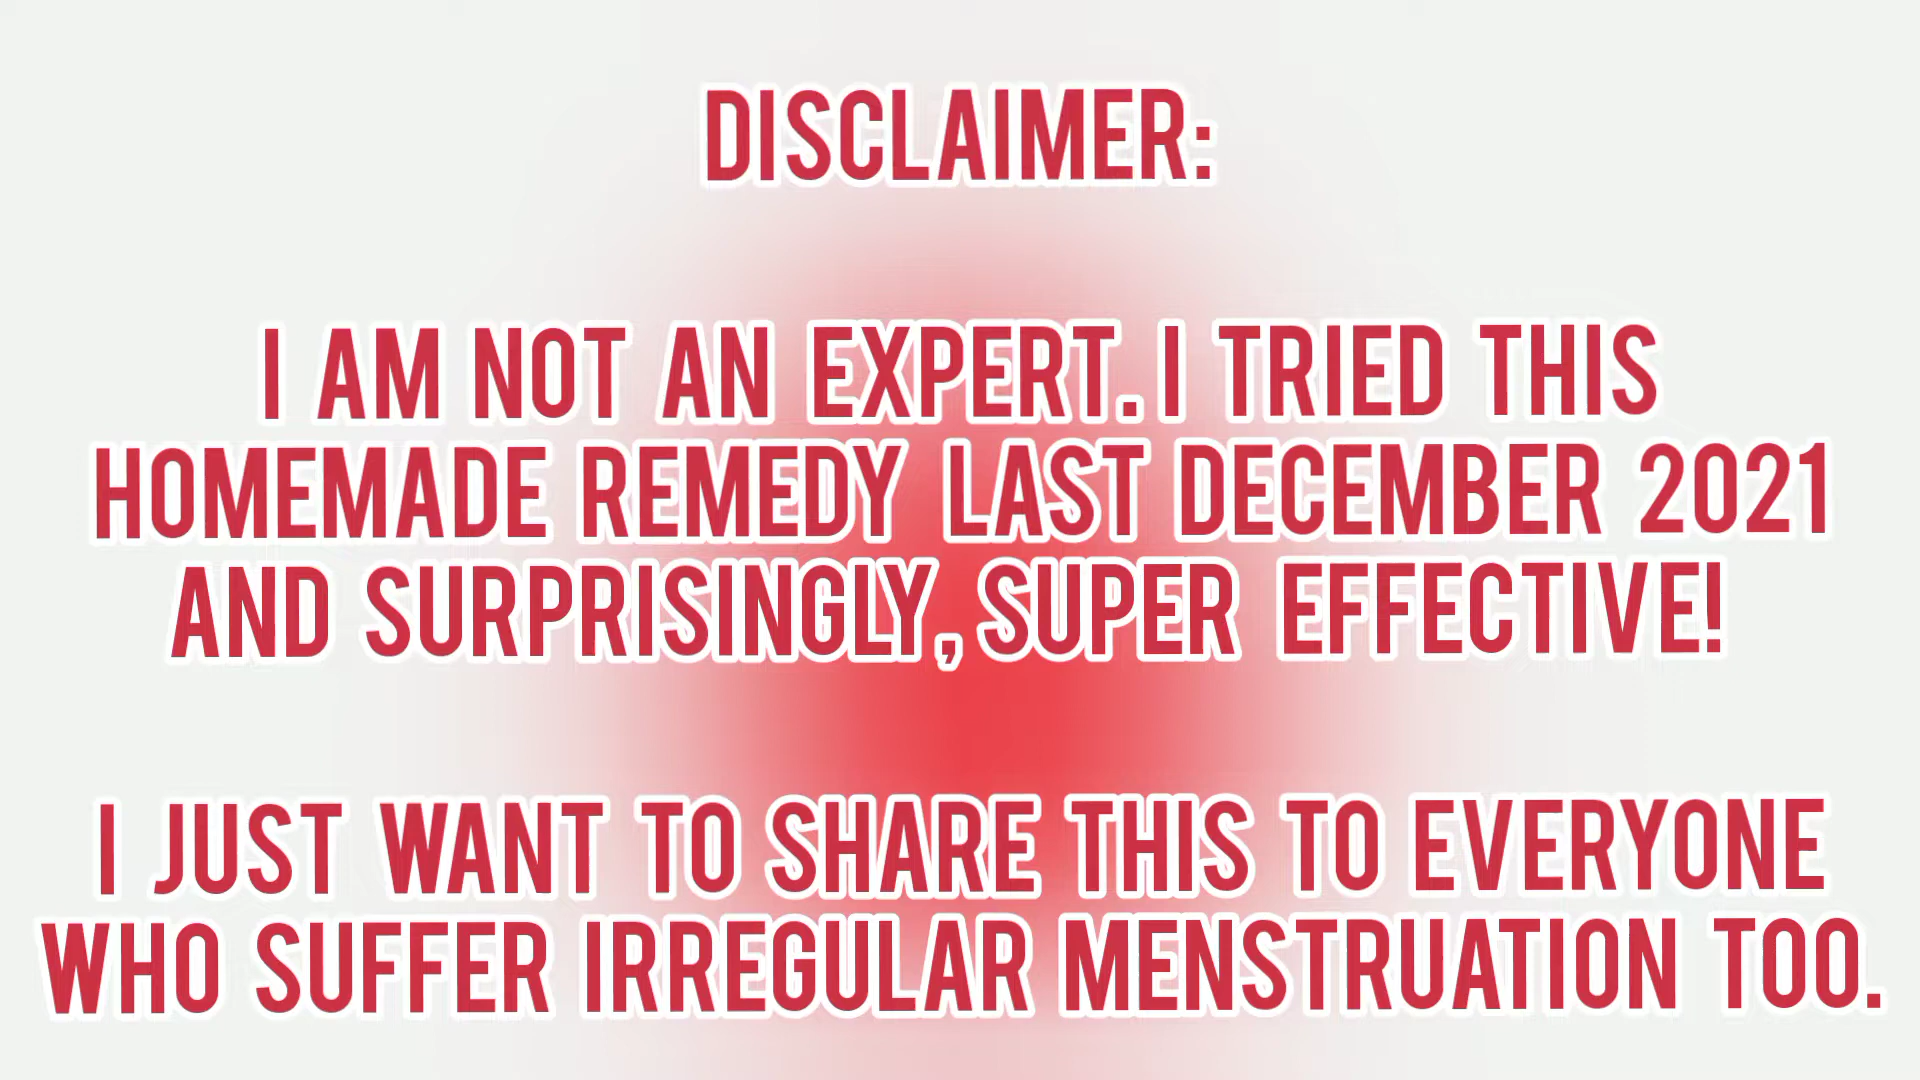 DISCLAIMER:
I AM NOT AN EXPERT. I TRIED THIS
HOMEMADE REMEDY LAST DECEMBER 2021
AND SURPRISINGLY, SUPER EFFECTIVE!
I JUST WANT TO SHARE THIS TO EVERYONE
WHO SUFFER IRREGULAR MENSTRUATION TOO.